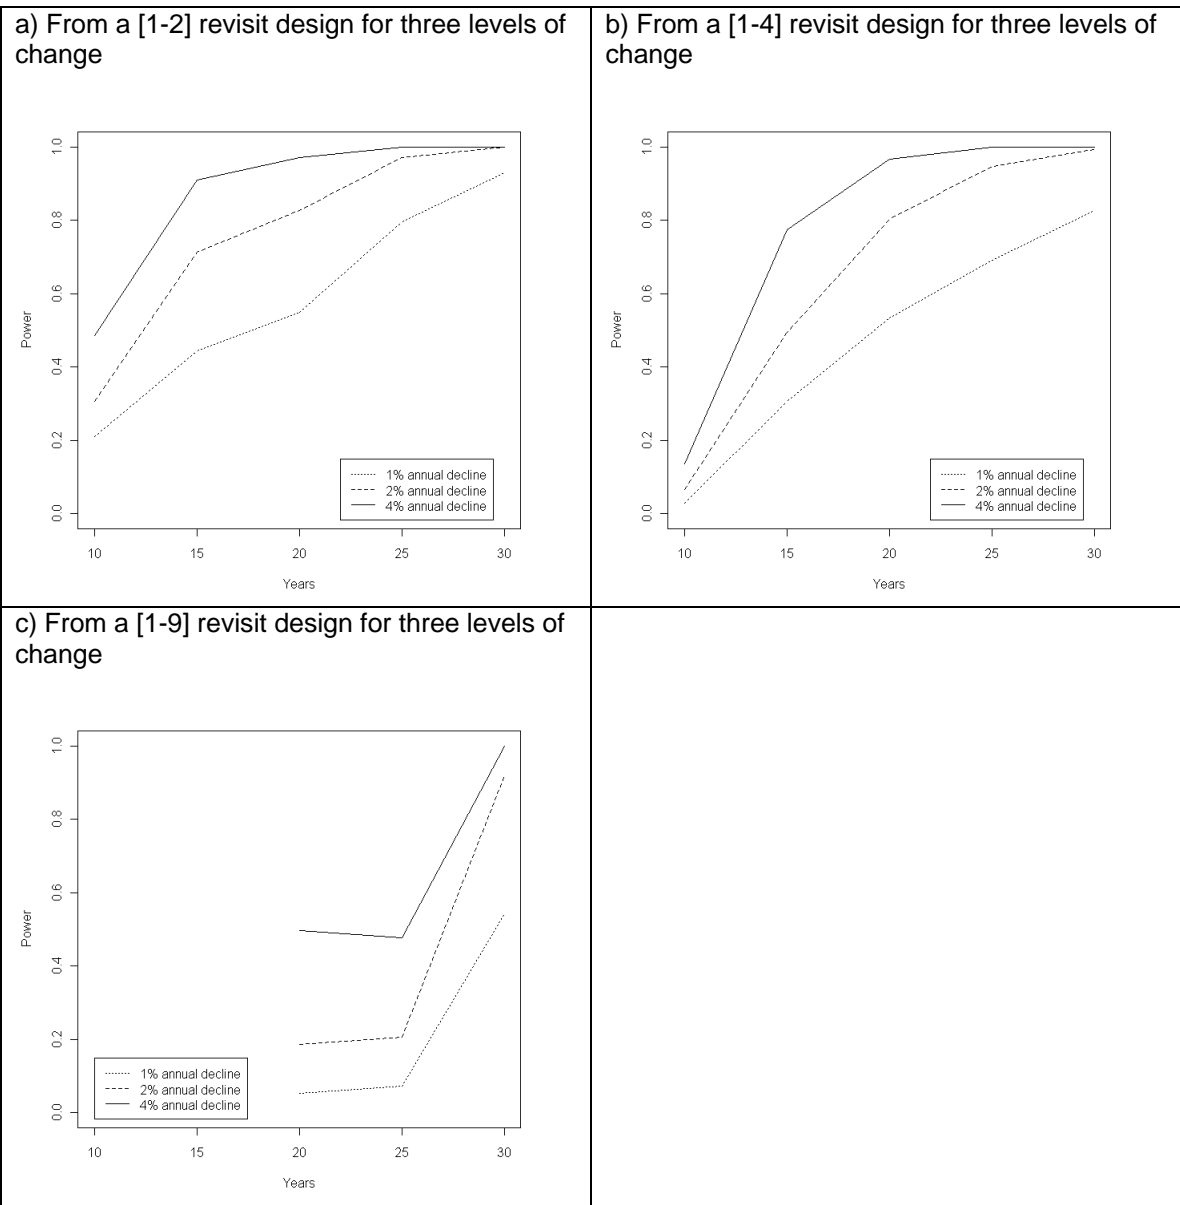 a) From a [1-2] revisit design for three levels of
change
1.0
0.8
0.6
0.4
0.2
0.0
Power
1% annual decline
2% annual decline
4% annual decline
10 15 20 25 30
Years
b) From a [1-4] revisit design for three levels of
change
1.0
0.8
0.6
0.4
0.2
0.0
Power
1% annual decline
2% annual decline
4% annual decline
10 15 20 25 30
Years
c) From a [1-9] revisit design for three levels of
change
1.0
0.8
0.6
0.4
0.2
0.0
Power
1% annual decline
2% annual decline
4% annual decline
10 15 20 25 30
Years